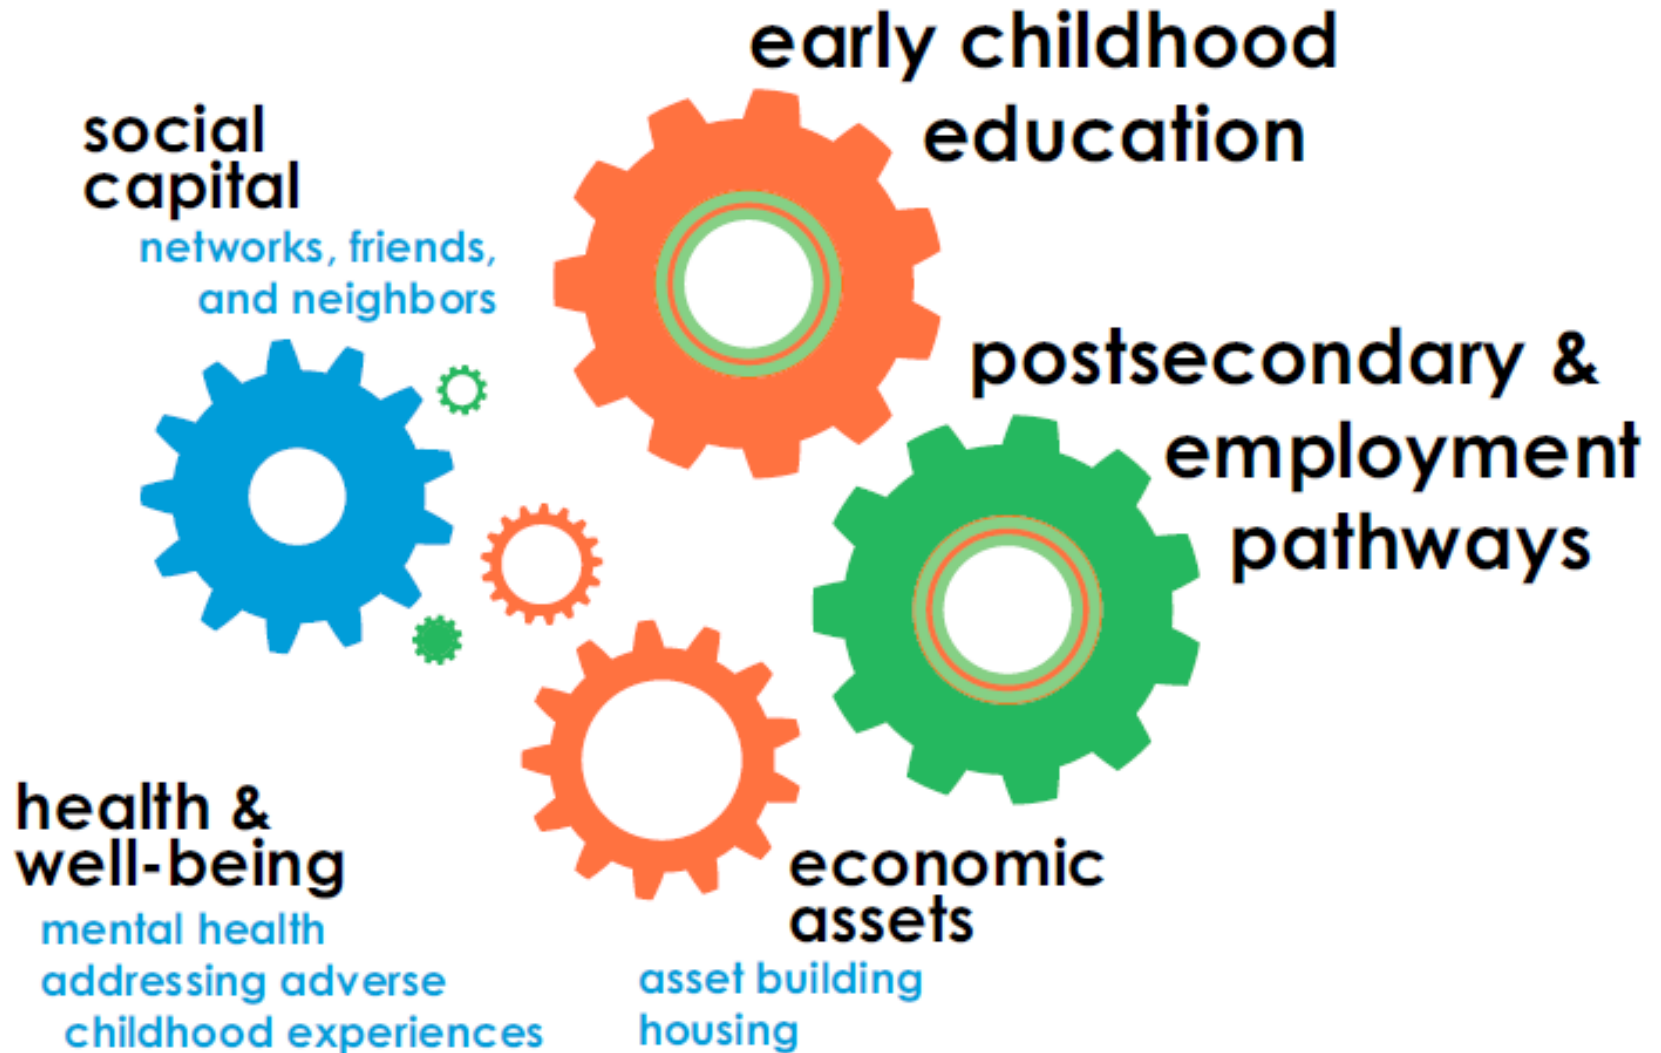 early childhood
education
social
capital
networks, friends,
and neighbors
postsecondary &
employment
pathways
health &
well-being
mental health
addressing adverse
childhood experiences
economic
assets
asset building
housing